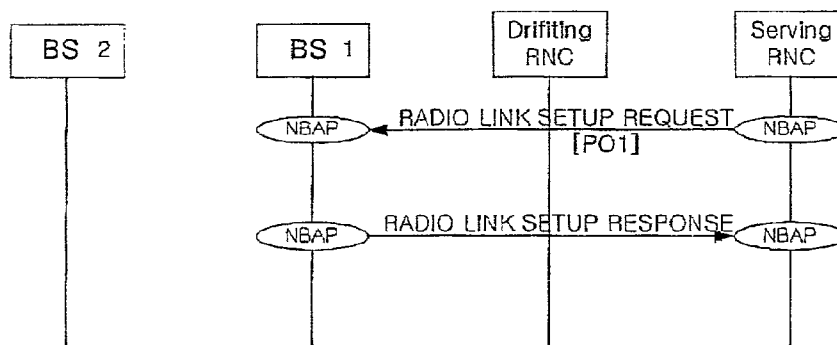 BS 2
BS 1
Drifiting
RNC
Serving
RNC
NBAP
RADIO LINK SETUP REQUEST
NBAP
[PO1]
NBAP
RADIO LINK SETUP RESPONSE
NBAP